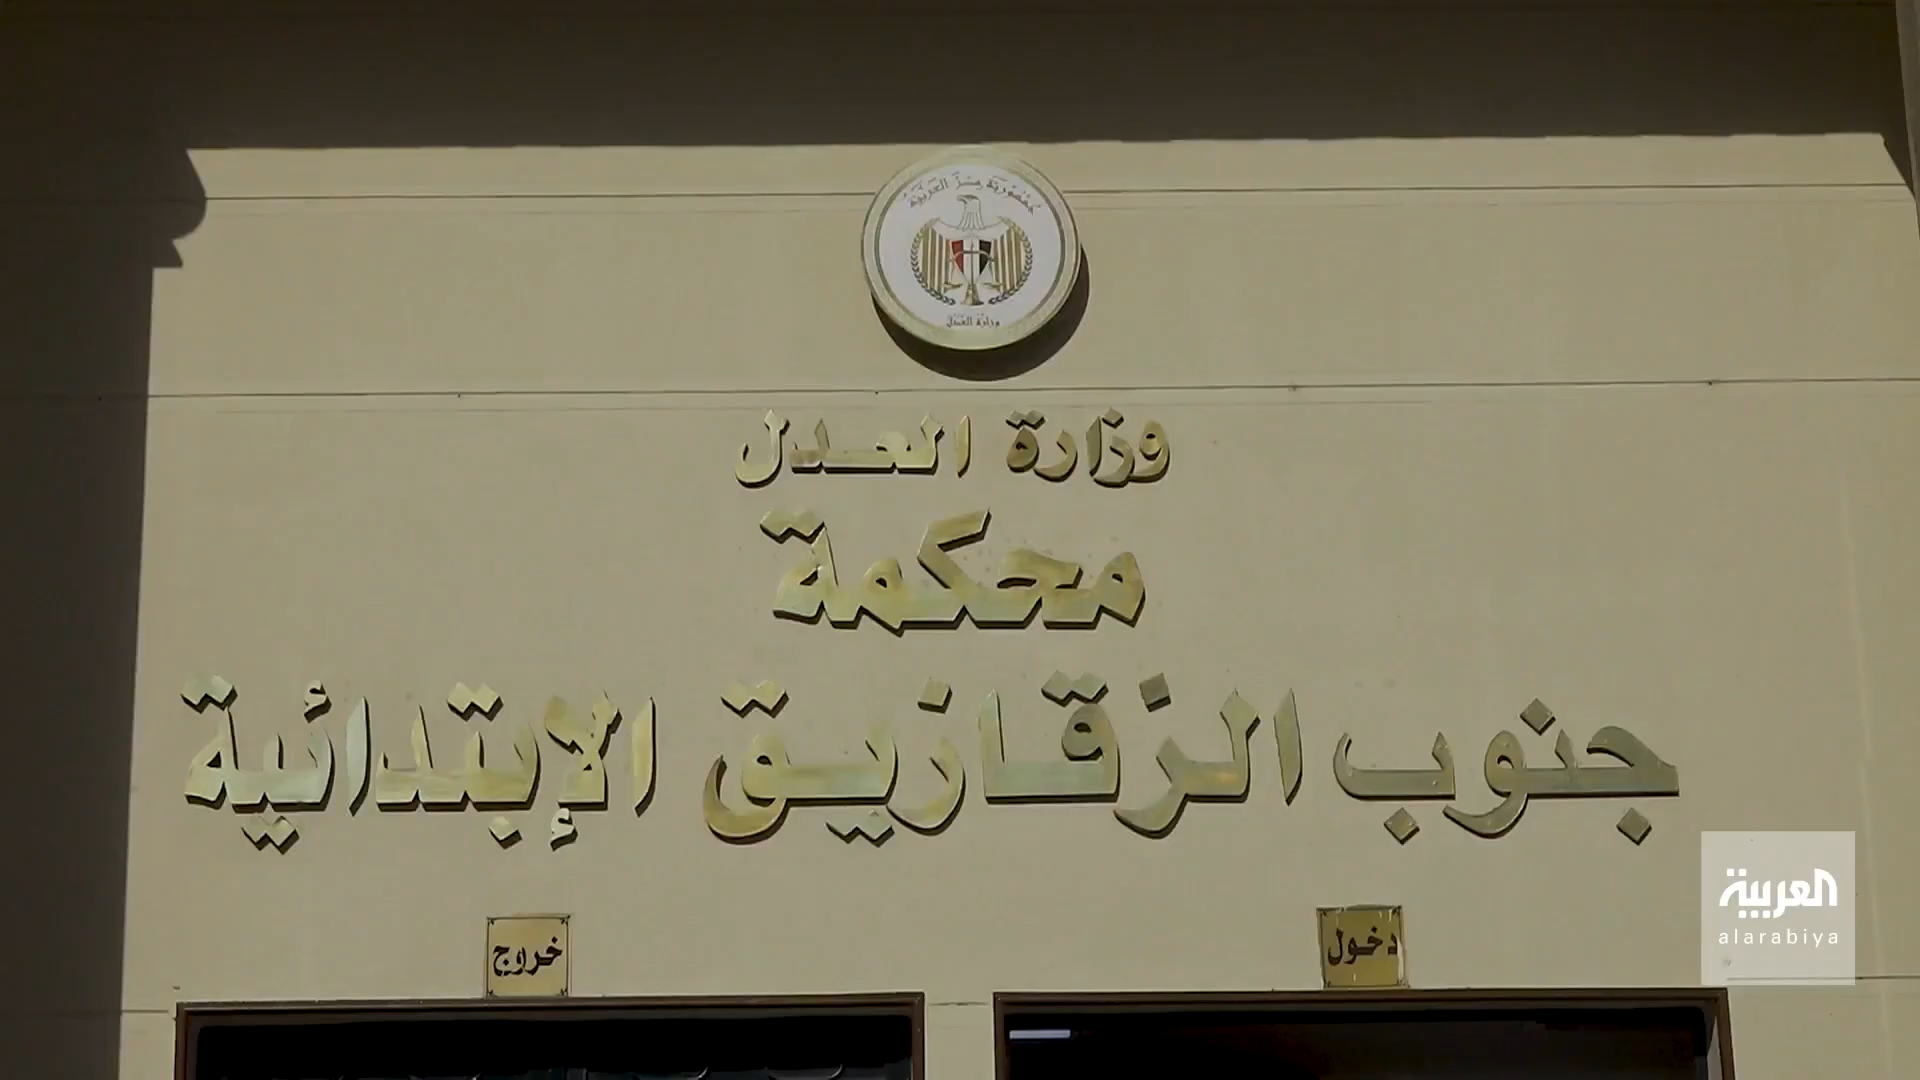 جمهورية مصر العربية
وزارة العدل
وزارة العدل
محكمة
جنوب الزقازيق الإبتدائية
دخول
خروج
العربية
alarabiya